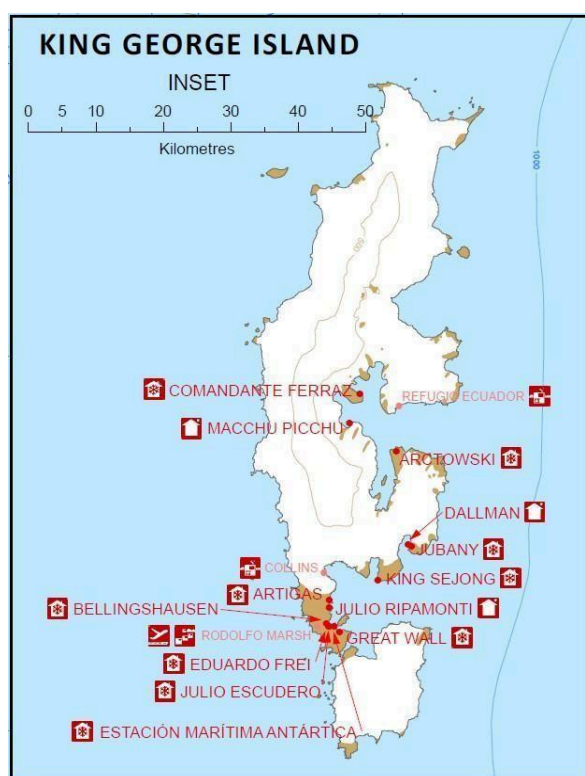 KING GEORGE ISLAND
INSET
0 5 10 20 30 40 50
Kilometres
1000
500
COMANDANTE FERRAZ
REFUGIO ECUADOR
MACCHU PICCHU
ARCTOWSKI
DALLMAN
JUBANY
COLLINS
KING SEJONG
ARTIGAS
BELLINGSHAUSEN
JULIO RIPAMONTI
RODOLFO MARSH
GREAT WALL
EDUARDO FREI
JULIO ESCUDERO
ESTACIÓN MARÍTIMA ANTÁRTICA